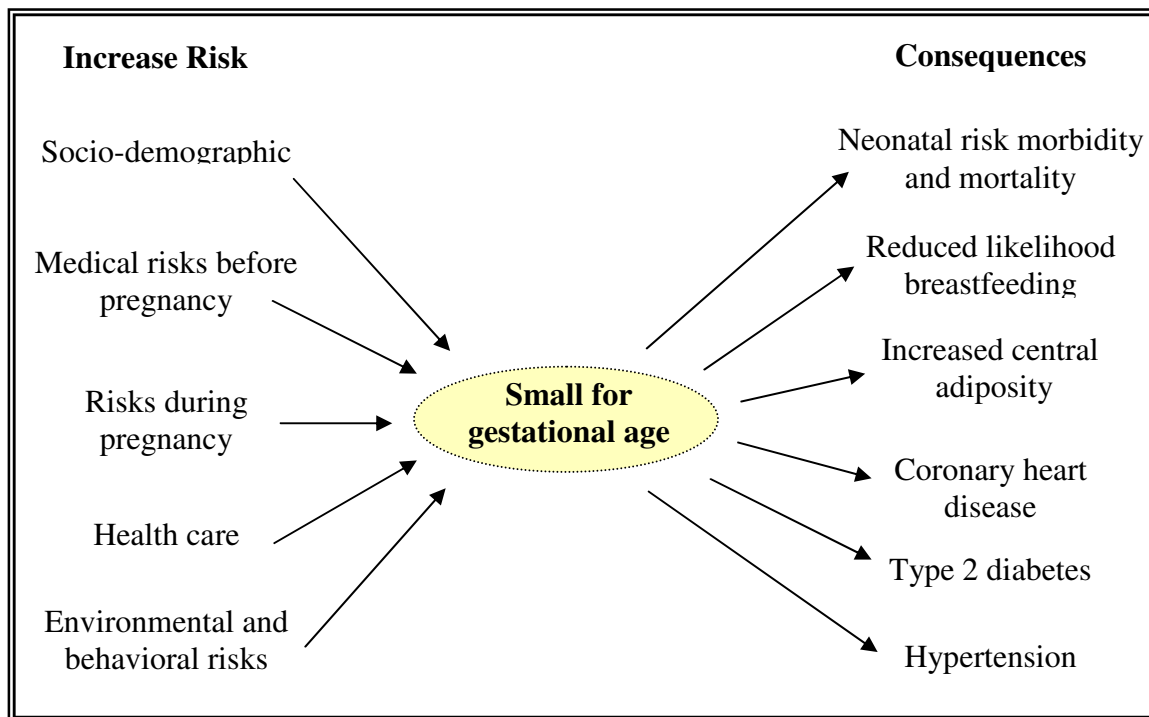 Increase Risk
Socio-demographic
Medical risks before
pregnancy
Risks during
pregnancy
Health care
Environmental and
behavioral risks
Small for
gestational age
Consequences
Neonatal risk morbidity
and mortality
Reduced likelihood
breastfeeding
Increased central
adiposity
Coronary heart
disease
Type 2 diabetes
Hypertension